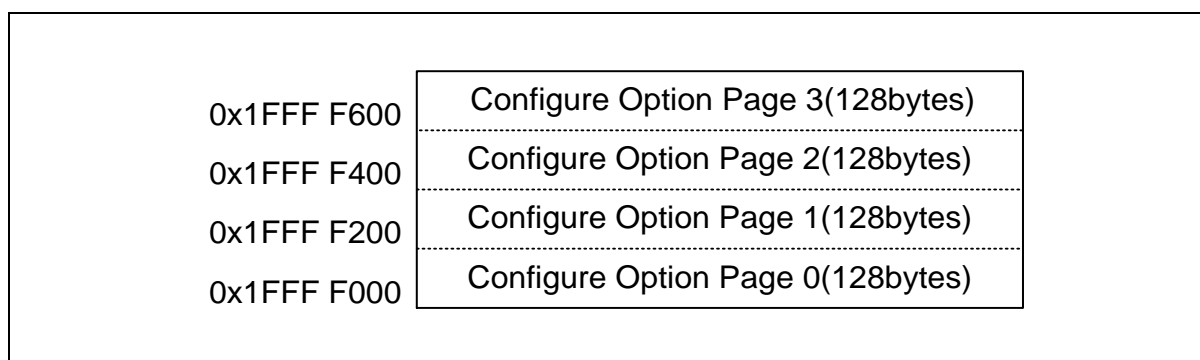 0x1FFF F600 Configure Option Page 3(128bytes)
0x1FFF F400 Configure Option Page 2(128bytes)
0x1FFF F200 Configure Option Page 1(128bytes)
0x1FFF F000 Configure Option Page 0(128bytes)